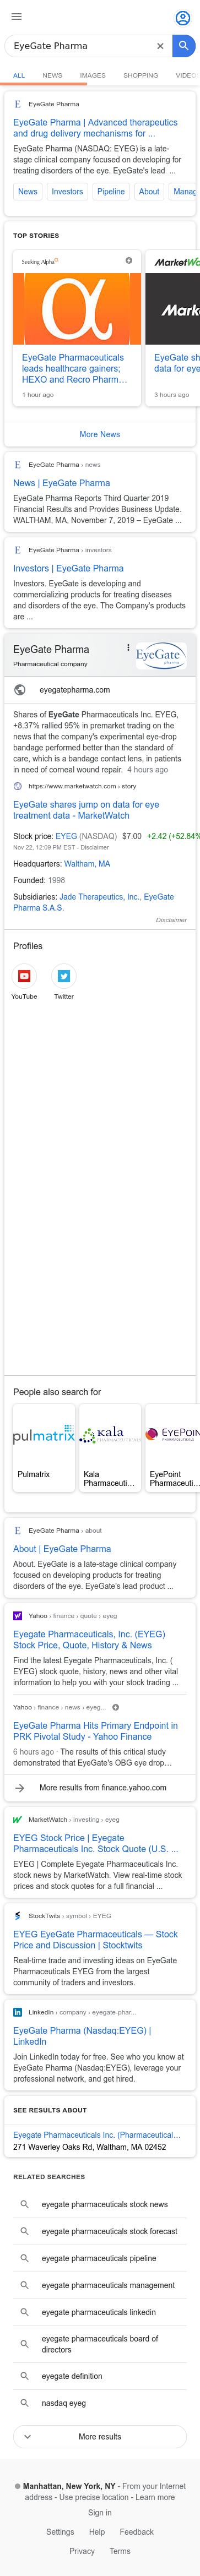 EyeGate Pharma
ALL NEWS IMAGES SHOPPING VIDEO
EyeGate Pharma
EyeGate Pharma | Advanced therapeutics
and drug delivery mechanisms for ...
EyeGate Pharma (NASDAQ: EYEG) is a late-
stage clinical company focused on developing for
treating disorders of the eye. EyeGate's lead ...
News Investors Pipeline About Manag
TOP STORIES
Seeking Alpha α
α
EyeGate Pharmaceuticals
leads healthcare gainers;
HEXO and Recro Pharm...
1 hour ago
MarketW
Mark
EyeGate sh
data for eye
3 hours ago
More News
EyeGate Pharma › news
News | EyeGate Pharma
EyeGate Pharma Reports Third Quarter 2019
Financial Results and Provides Business Update.
WALTHAM, MA, November 7, 2019 – EyeGate ...
EyeGate Pharma › investors
Investors | EyeGate Pharma
Investors. EyeGate is developing and
commercializing products for treating diseases
and disorders of the eye. The Company's products
are ...
EyeGate Pharma
Pharmaceutical company
EyeGate
pharma
eyegatepharma.com
Shares of EyeGate Pharmaceuticals Inc. EYEG,
+8.37% rallied 95% in premarket trading on the
news that the company's experimental eye-drop
bandage performed better than the standard of
care, which is a bandage contact lens, in patients
in need of corneal wound repair. 4 hours ago
https://www.marketwatch.com › story
EyeGate shares jump on data for eye
treatment data - MarketWatch
Stock price: EYEG (NASDAQ) $7.00 +2.42 (+52.84%
Nov 22, 12:09 PM EST - Disclaimer
Headquarters: Waltham, MA
Founded: 1998
Subsidiaries: Jade Therapeutics, Inc., EyeGate
Pharma S.A.S.
Disclaimer
Profiles
YouTube Twitter
People also search for
pulmatrix
Pulmatrix
kala
PHARMACEUTICALS
Kala
Pharmaceuti...
EYEPOIN
PHARMACEUTICALS
EyePoint
Pharmaceuti...
EyeGate Pharma › about
About | EyeGate Pharma
About. EyeGate is a late-stage clinical company
focused on developing products for treating
disorders of the eye. EyeGate's lead product ...
Yahoo › finance › quote › eyeg
Eyegate Pharmaceuticals, Inc. (EYEG)
Stock Price, Quote, History & News
Find the latest Eyegate Pharmaceuticals, Inc. (
EYEG) stock quote, history, news and other vital
information to help you with your stock trading ...
Yahoo › finance › news › eyeg...
EyeGate Pharma Hits Primary Endpoint in
PRK Pivotal Study - Yahoo Finance
6 hours ago · The results of this critical study
demonstrated that EyeGate's OBG eye drop...
More results from finance.yahoo.com
MarketWatch › investing › eyeg
EYEG Stock Price | Eyegate
Pharmaceuticals Inc. Stock Quote (U.S. ...
EYEG | Complete Eyegate Pharmaceuticals Inc.
stock news by MarketWatch. View real-time stock
prices and stock quotes for a full financial ...
StockTwits › symbol › EYEG
EYEG EyeGate Pharmaceuticals — Stock
Price and Discussion | Stocktwits
Real-time trade and investing ideas on EyeGate
Pharmaceuticals EYEG from the largest
community of traders and investors.
LinkedIn › company › eyegate-phar...
EyeGate Pharma (Nasdaq:EYEG) |
LinkedIn
Join LinkedIn today for free. See who you know at
EyeGate Pharma (Nasdaq:EYEG), leverage your
professional network, and get hired.
SEE RESULTS ABOUT
Eyegate Pharmaceuticals Inc. (Pharmaceutical...
271 Waverley Oaks Rd, Waltham, MA 02452
RELATED SEARCHES
eyegate pharmaceuticals stock news
eyegate pharmaceuticals stock forecast
eyegate pharmaceuticals pipeline
eyegate pharmaceuticals management
eyegate pharmaceuticals linkedin
eyegate pharmaceuticals board of
directors
eyegate definition
nasdaq eyeg
More results
Manhattan, New York, NY - From your Internet
address - Use precise location - Learn more
Sign in
Settings Help Feedback
Privacy Terms